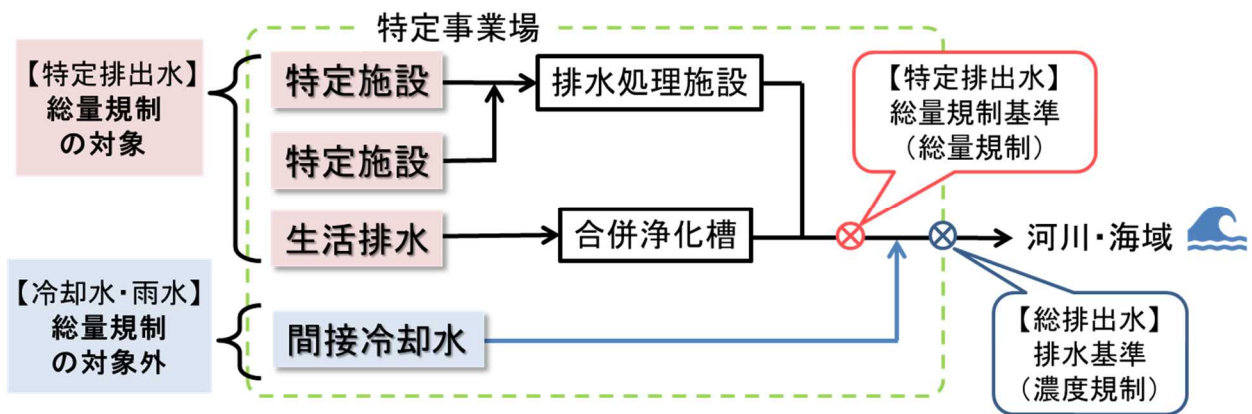 特定事業場
【特定排出水】
総量規制
の対象
特定施設
排水処理施設
特定施設
生活排水
合併浄化槽
【特定排出水】
総量規制基準
(総量規制)
河川・海域
【冷却水・雨水】
総量規制
の対象外
間接冷却水
【総排出水】
排水基準
(濃度規制)